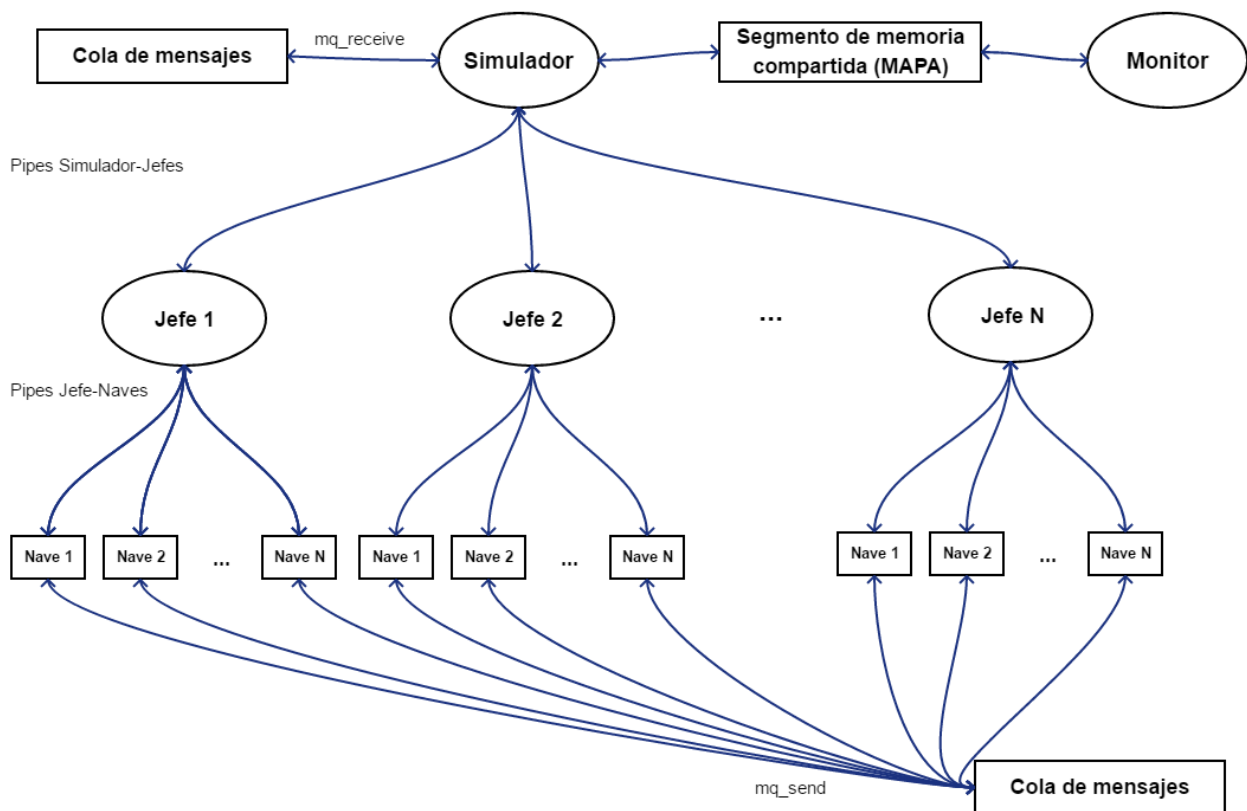 Cola de mensajes
mq_receive
Simulador
Segmento de memoria
compartida (MAPA)
Monitor
Pipes Simulador-Jefes
Jefe 1
Jefe 2
...
Jefe N
Pipes Jefe-Naves
Nave 1
Nave 2
...
Nave N
Nave 1
Nave 2
...
Nave N
Nave 1
Nave 2
...
Nave N
mq_send
Cola de mensajes